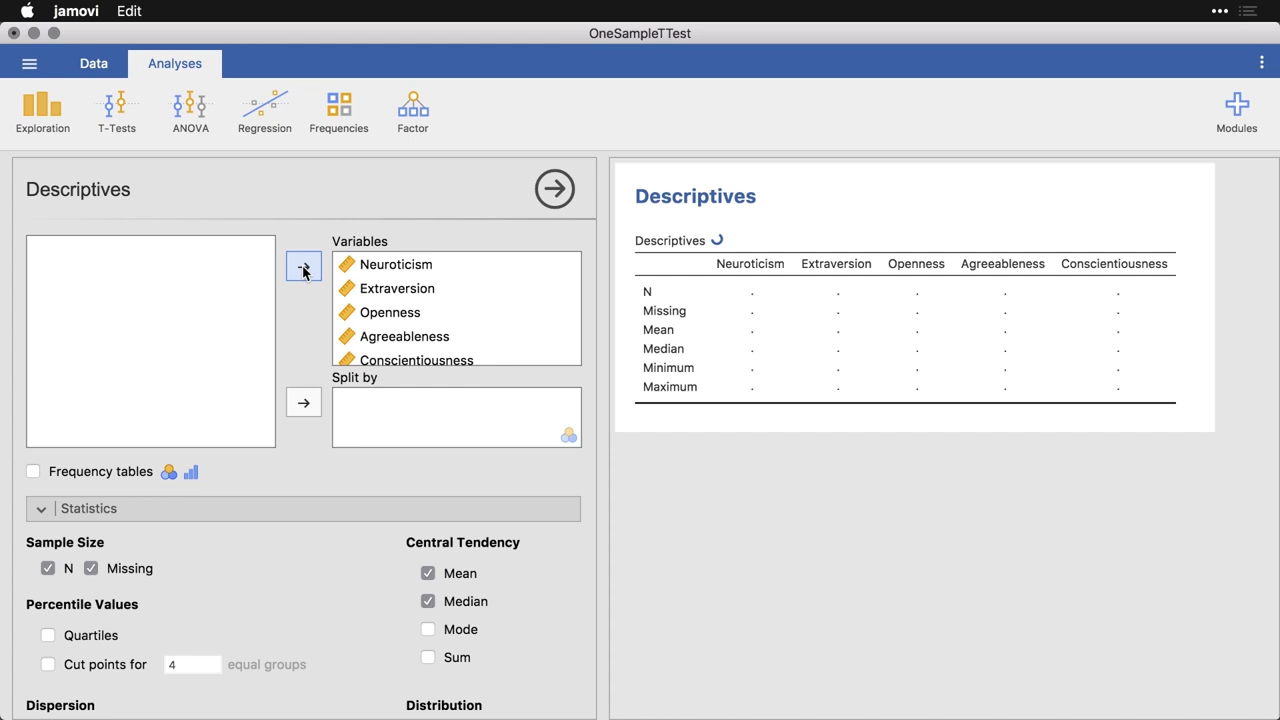 jamovi Edit
OneSampleTTest
Data Analyses
Exploration T-Tests ANOVA Regression Frequencies Factor Modules
Descriptives
Variables
Neuroticism
Extraversion
Openness
Agreeableness
Conscientiousness
Split by
Frequency tables
Statistics
Sample Size
N Missing
Percentile Values
Quartiles
Cut points for 4 equal groups
Dispersion
Central Tendency
Mean
Median
Mode
Sum
Distribution
Descriptives
Descriptives
Neuroticism Extraversion Openness Agreeableness Conscientiousness
N . . . . .
Missing . . . . .
Mean . . . . .
Median . . . . .
Minimum . . . . .
Maximum . . . . .